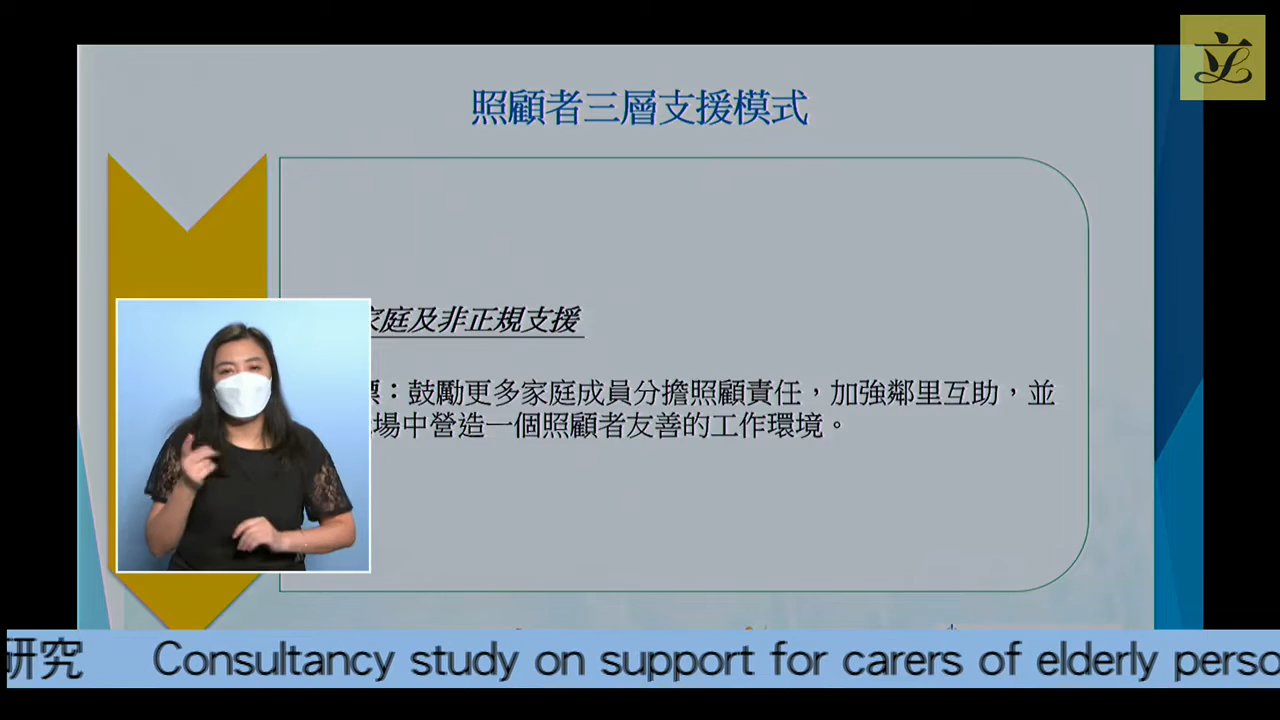 照顧者三層支援模式
家庭及非正規支援
標：鼓勵更多家庭成員分擔照顧責任，加強鄰里互助，並
場中營造一個照顧者友善的工作環境。
研究 Consultancy study on support for carers of elderly perso